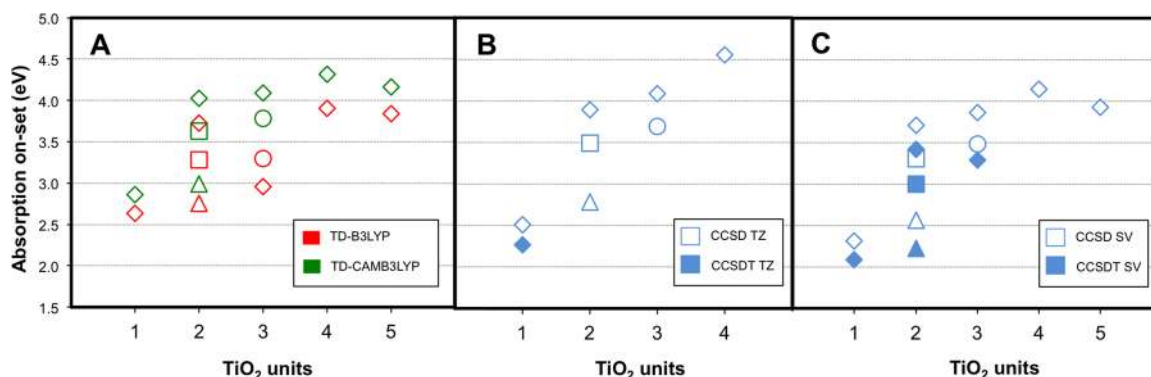 Absorption on-set (eV)
5.0
4.5
4.0
3.5
3.0
2.5
2.0
1.5
A
TD-B3LYP
TD-CAMB3LYP
1 2 3 4 5
TiO₂ units
B
CCSD TZ
CCSDT TZ
1 2 3 4
TiO₂ units
C
CCSD SV
CCSDT SV
1 2 3 4 5
TiO₂ units